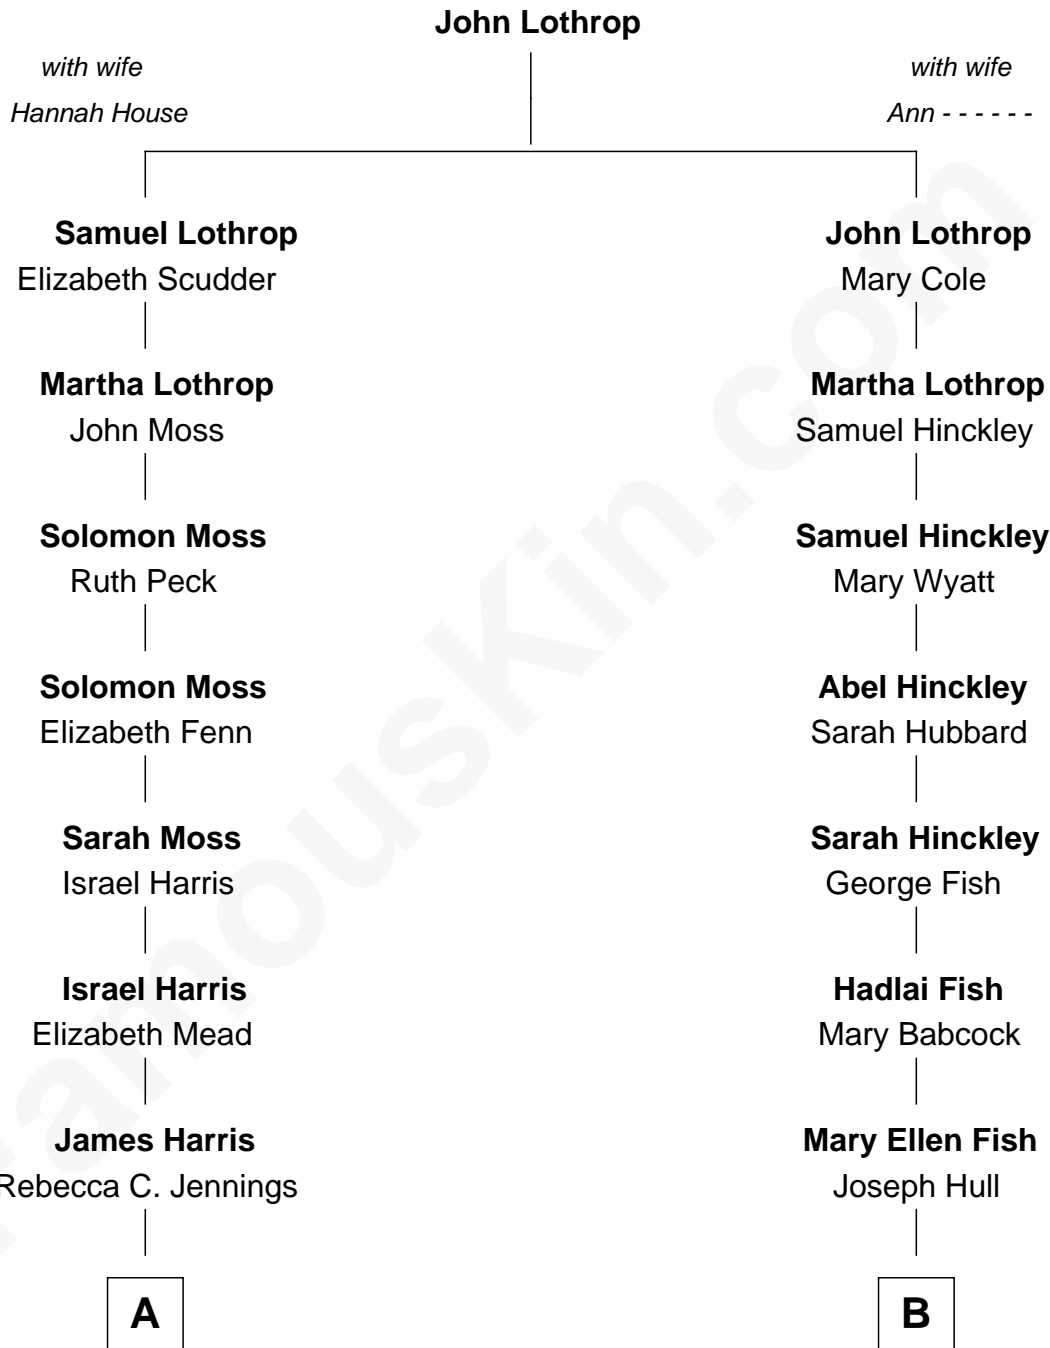 John Lothrop
with wife
Hannah House
with wife
Ann - - - - - -
Samuel Lothrop
Elizabeth Scudder
John Lothrop
Mary Cole
Martha Lothrop
John Moss
Martha Lothrop
Samuel Hinckley
Solomon Moss
Ruth Peck
Samuel Hinckley
Mary Wyatt
Solomon Moss
Elizabeth Fenn
Abel Hinckley
Sarah Hubbard
Sarah Moss
Israel Harris
Sarah Hinckley
George Fish
Israel Harris
Elizabeth Mead
Hadlai Fish
Mary Babcock
James Harris
Rebecca C. Jennings
Mary Ellen Fish
Joseph Hull
A
B
FamousKin.com